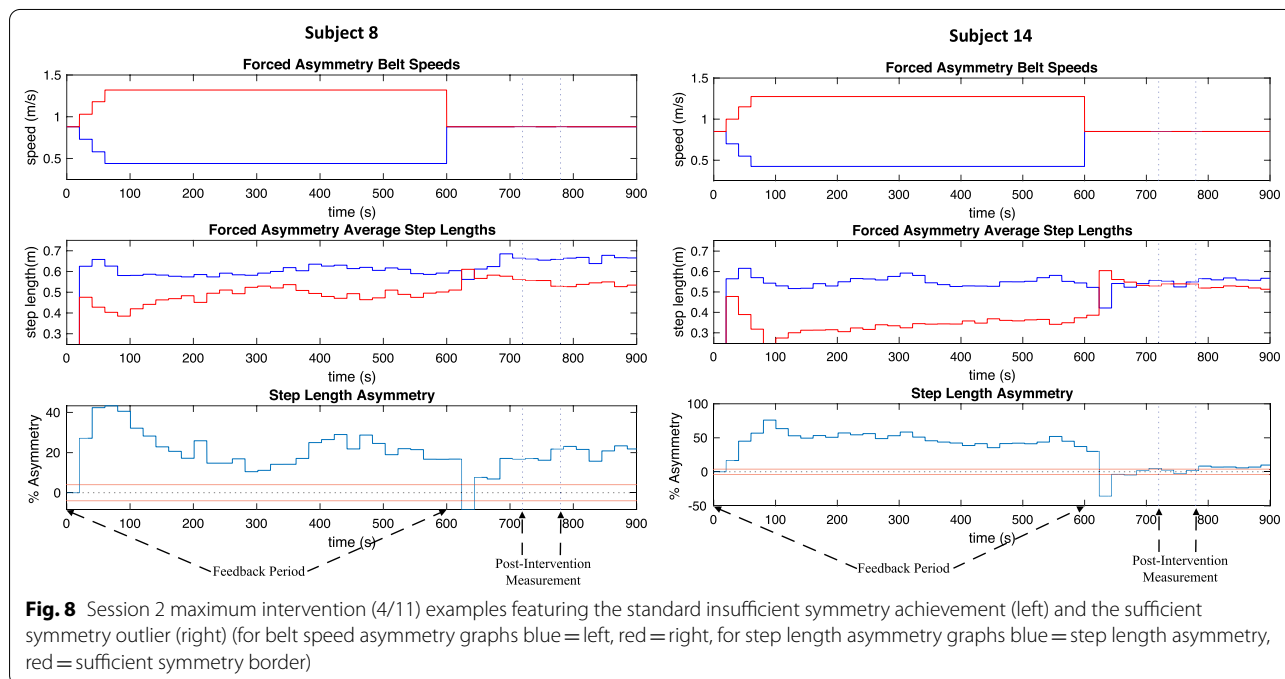 Subject 8
Forced Asymmetry Belt Speeds
1.5
1
0.5
speed (m/s)
0 100 200 300 400 500 600 700 800 900
time (s)
Forced Asymmetry Average Step Lengths
0.7
0.6
0.5
0.4
0.3
step length(m)
0 100 200 300 400 500 600 700 800 900
time (s)
Step Length Asymmetry
40
20
0
% Asymmetry
0 100 200 300 400 500 600 700 800 900
time (s)
Feedback Period
Post-Intervention
Measurement
Subject 14
Forced Asymmetry Belt Speeds
1.5
1
0.5
speed (m/s)
0 100 200 300 400 500 600 700 800 900
time (s)
Forced Asymmetry Average Step Lengths
0.7
0.6
0.5
0.4
0.3
step length(m)
0 100 200 300 400 500 600 700 800 900
time (s)
Step Length Asymmetry
100
50
0
-50
% Asymmetry
0 100 200 300 400 500 600 700 800 900
time (s)
Feedback Period
Post-Intervention
Measurement
Fig. 8 Session 2 maximum intervention (4/11) examples featuring the standard insufficient symmetry achievement (left) and the sufficient
symmetry outlier (right) (for belt speed asymmetry graphs blue = left, red = right, for step length asymmetry graphs blue = step length asymmetry,
red = sufficient symmetry border)